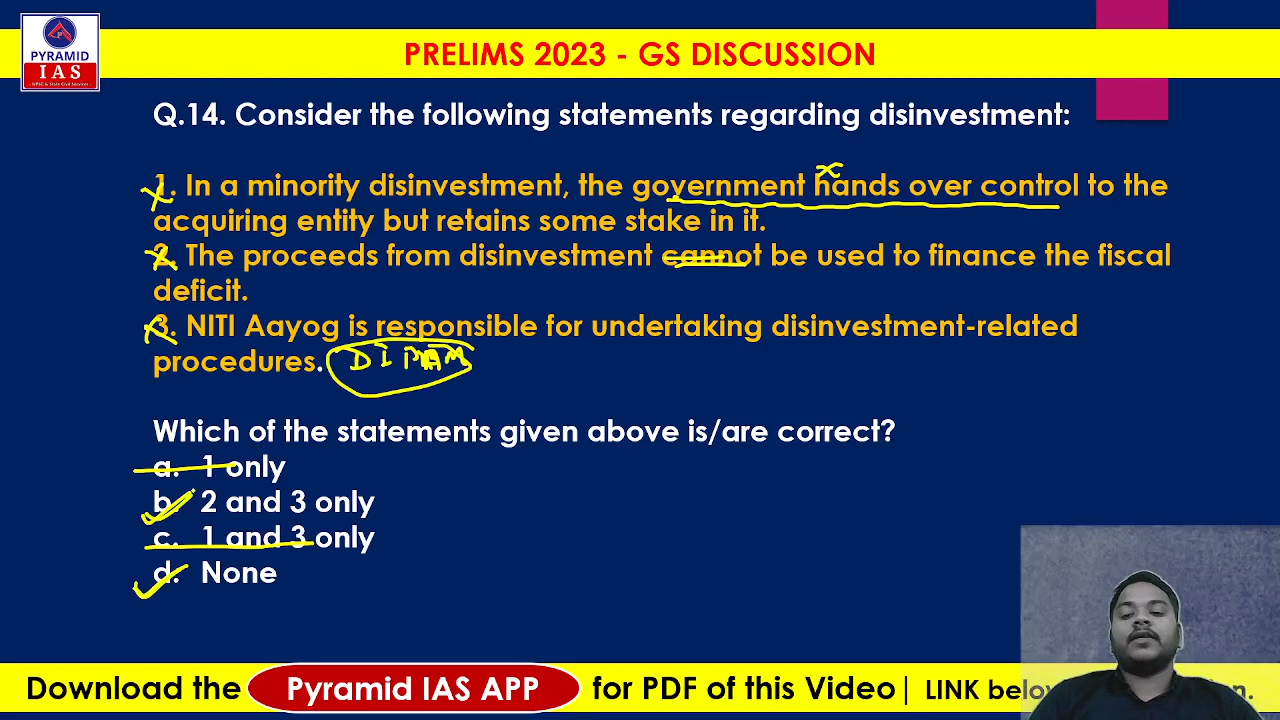 PYRAMID
IAS
PRELIMS 2023 - GS DISCUSSION
Q.14. Consider the following statements regarding disinvestment:
1. In a minority disinvestment, the government hands over control to the
acquiring entity but retains some stake in it.
2. The proceeds from disinvestment cannot be used to finance the fiscal
deficit.
3. NITI Aayog is responsible for undertaking disinvestment-related
procedures.
DIPAM
Which of the statements given above is/are correct?
a. 1 only
b. 2 and 3 only
c. 1 and 3 only
d. None
Download the Pyramid IAS APP for PDF of this Video | LINK below